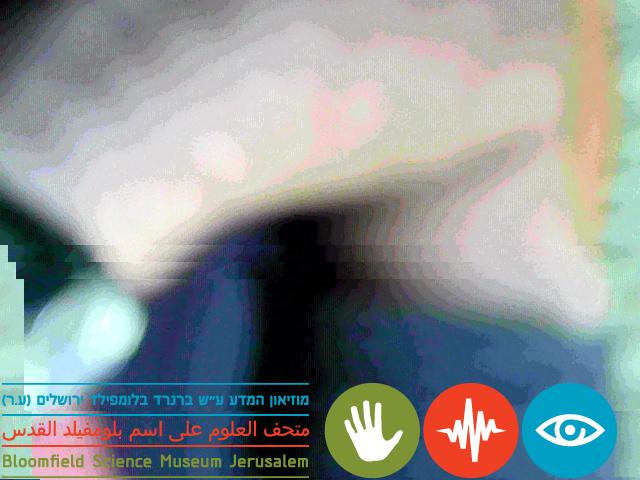 מוזיאון המדע ע״ש ברנרד בלומפילד ירושלים (ע.ר)
متحف العلوم على اسم بلومفيلد القدس
Bloomfield Science Museum Jerusalem